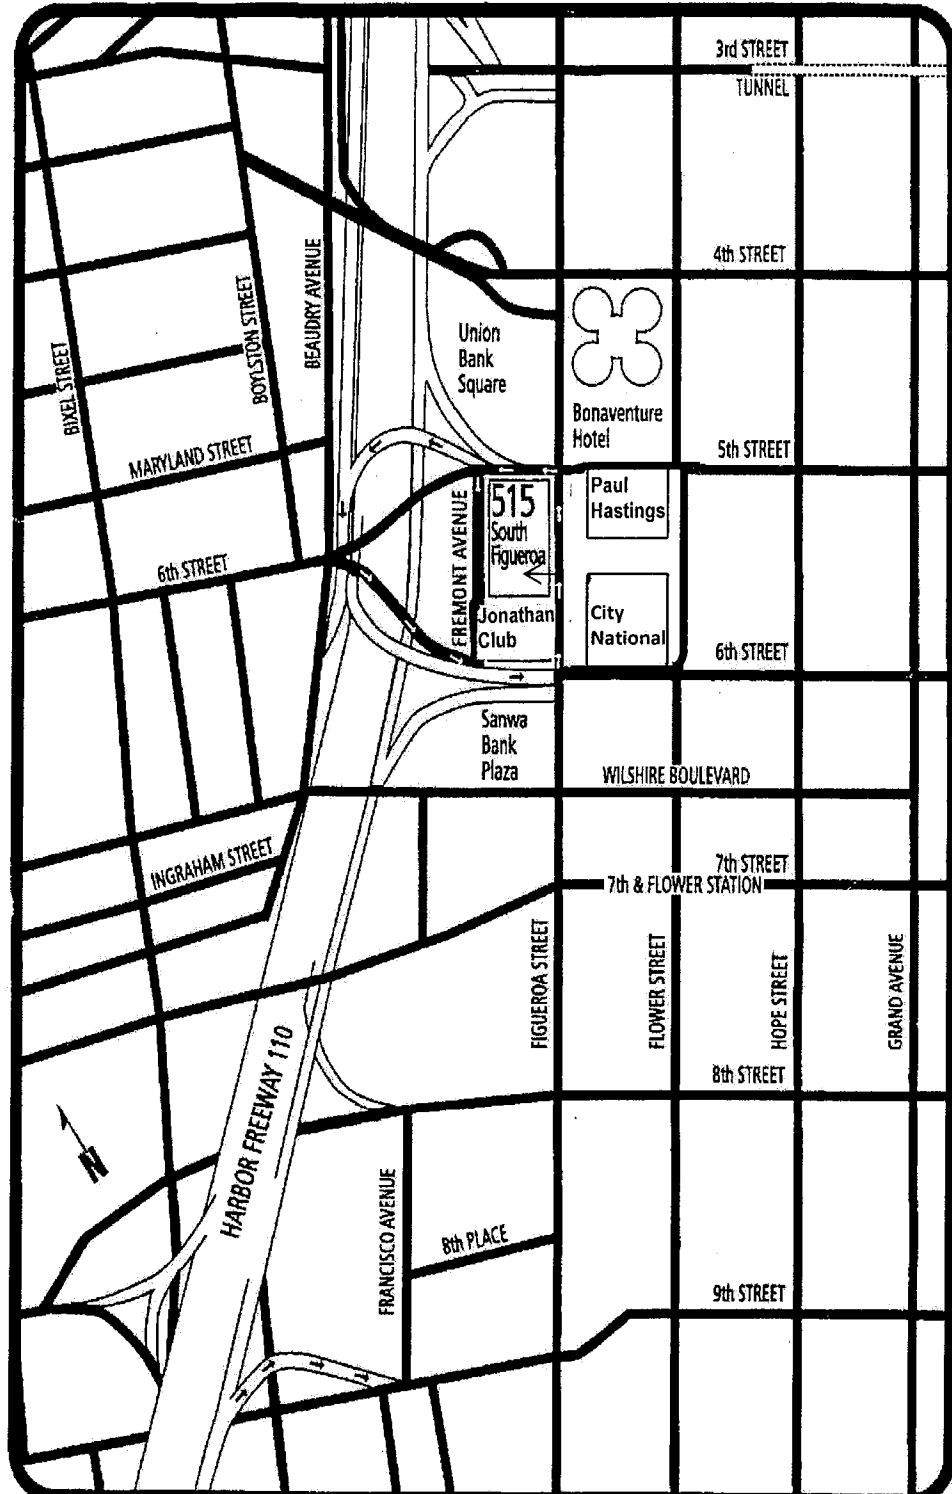 3rd STREET
TUNNEL
4th STREET
BEAUDRY AVENUE
BOYLSTON STREET
BIXEL STREET
Union
Bank
Square
Bonaventure
Hotel
MARYLAND STREET
5th STREET
515
South
Figueroa
Paul
Hastings
FREMONT AVENUE
6th STREET
Jonathan
Club
City
National
6th STREET
Sanwa
Bank
Plaza
WILSHIRE BOULEVARD
INGRAHAM STREET
7th STREET
7th & FLOWER STATION
FIGUEROA STREET
FLOWER STREET
HOPE STREET
GRAND AVENUE
HARBOR FREEWAY 110
8th STREET
N
FRANCISCO AVENUE
8th PLACE
9th STREET